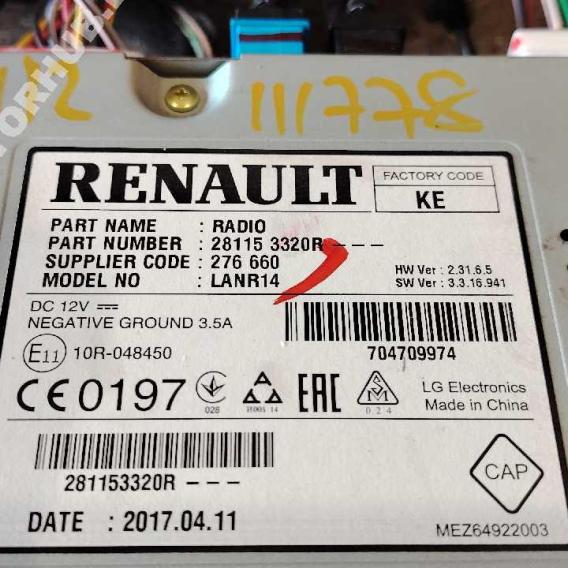 111778
RENAULT
FACTORY CODE
KE
PART NAME : RADIO
PART NUMBER : 28115 3320R - - -
SUPPLIER CODE : 276 660
MODEL NO : LANR14
HW Ver : 2.31.6.5
SW Ver : 3.3.16.941
DC 12V
NEGATIVE GROUND 3.5A
E11 10R-048450
704709974
CE0197
028
EAC
024
LG Electronics
Made in China
281153320R - - -
CAP
DATE : 2017.04.11
MEZ64922003